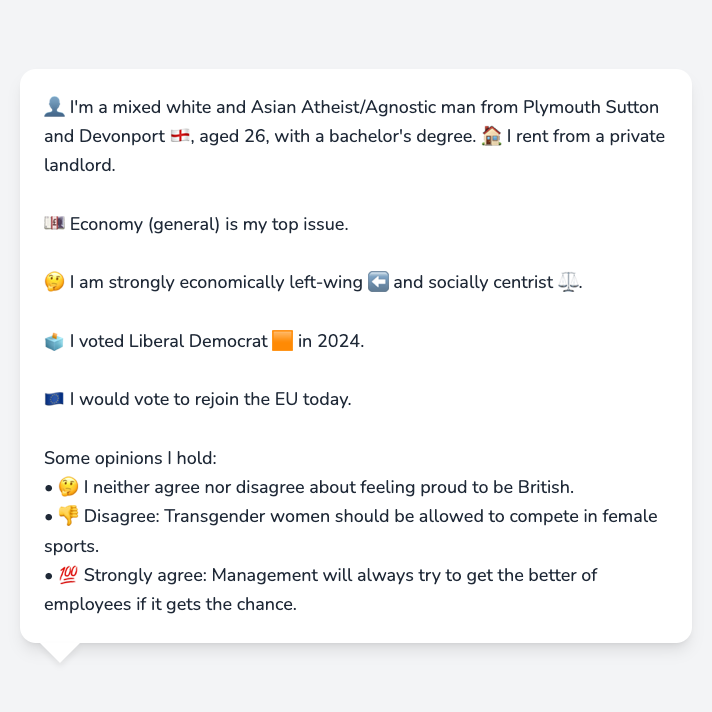 👤 I'm a mixed white and Asian Atheist/Agnostic man from Plymouth Sutton
and Devonport 🏴󠁧󠁢󠁥󠁮󠁧󠁿, aged 26, with a bachelor's degree. 🏠 I rent from a private
landlord.
💷 Economy (general) is my top issue.
🤔 I am strongly economically left-wing ⬅️ and socially centrist ⚖️.
🗳️ I voted Liberal Democrat 🟧 in 2024.
🇪🇺 I would vote to rejoin the EU today.
Some opinions I hold:
• 🤔 I neither agree nor disagree about feeling proud to be British.
• 👎 Disagree: Transgender women should be allowed to compete in female
sports.
• 💯 Strongly agree: Management will always try to get the better of
employees if it gets the chance.